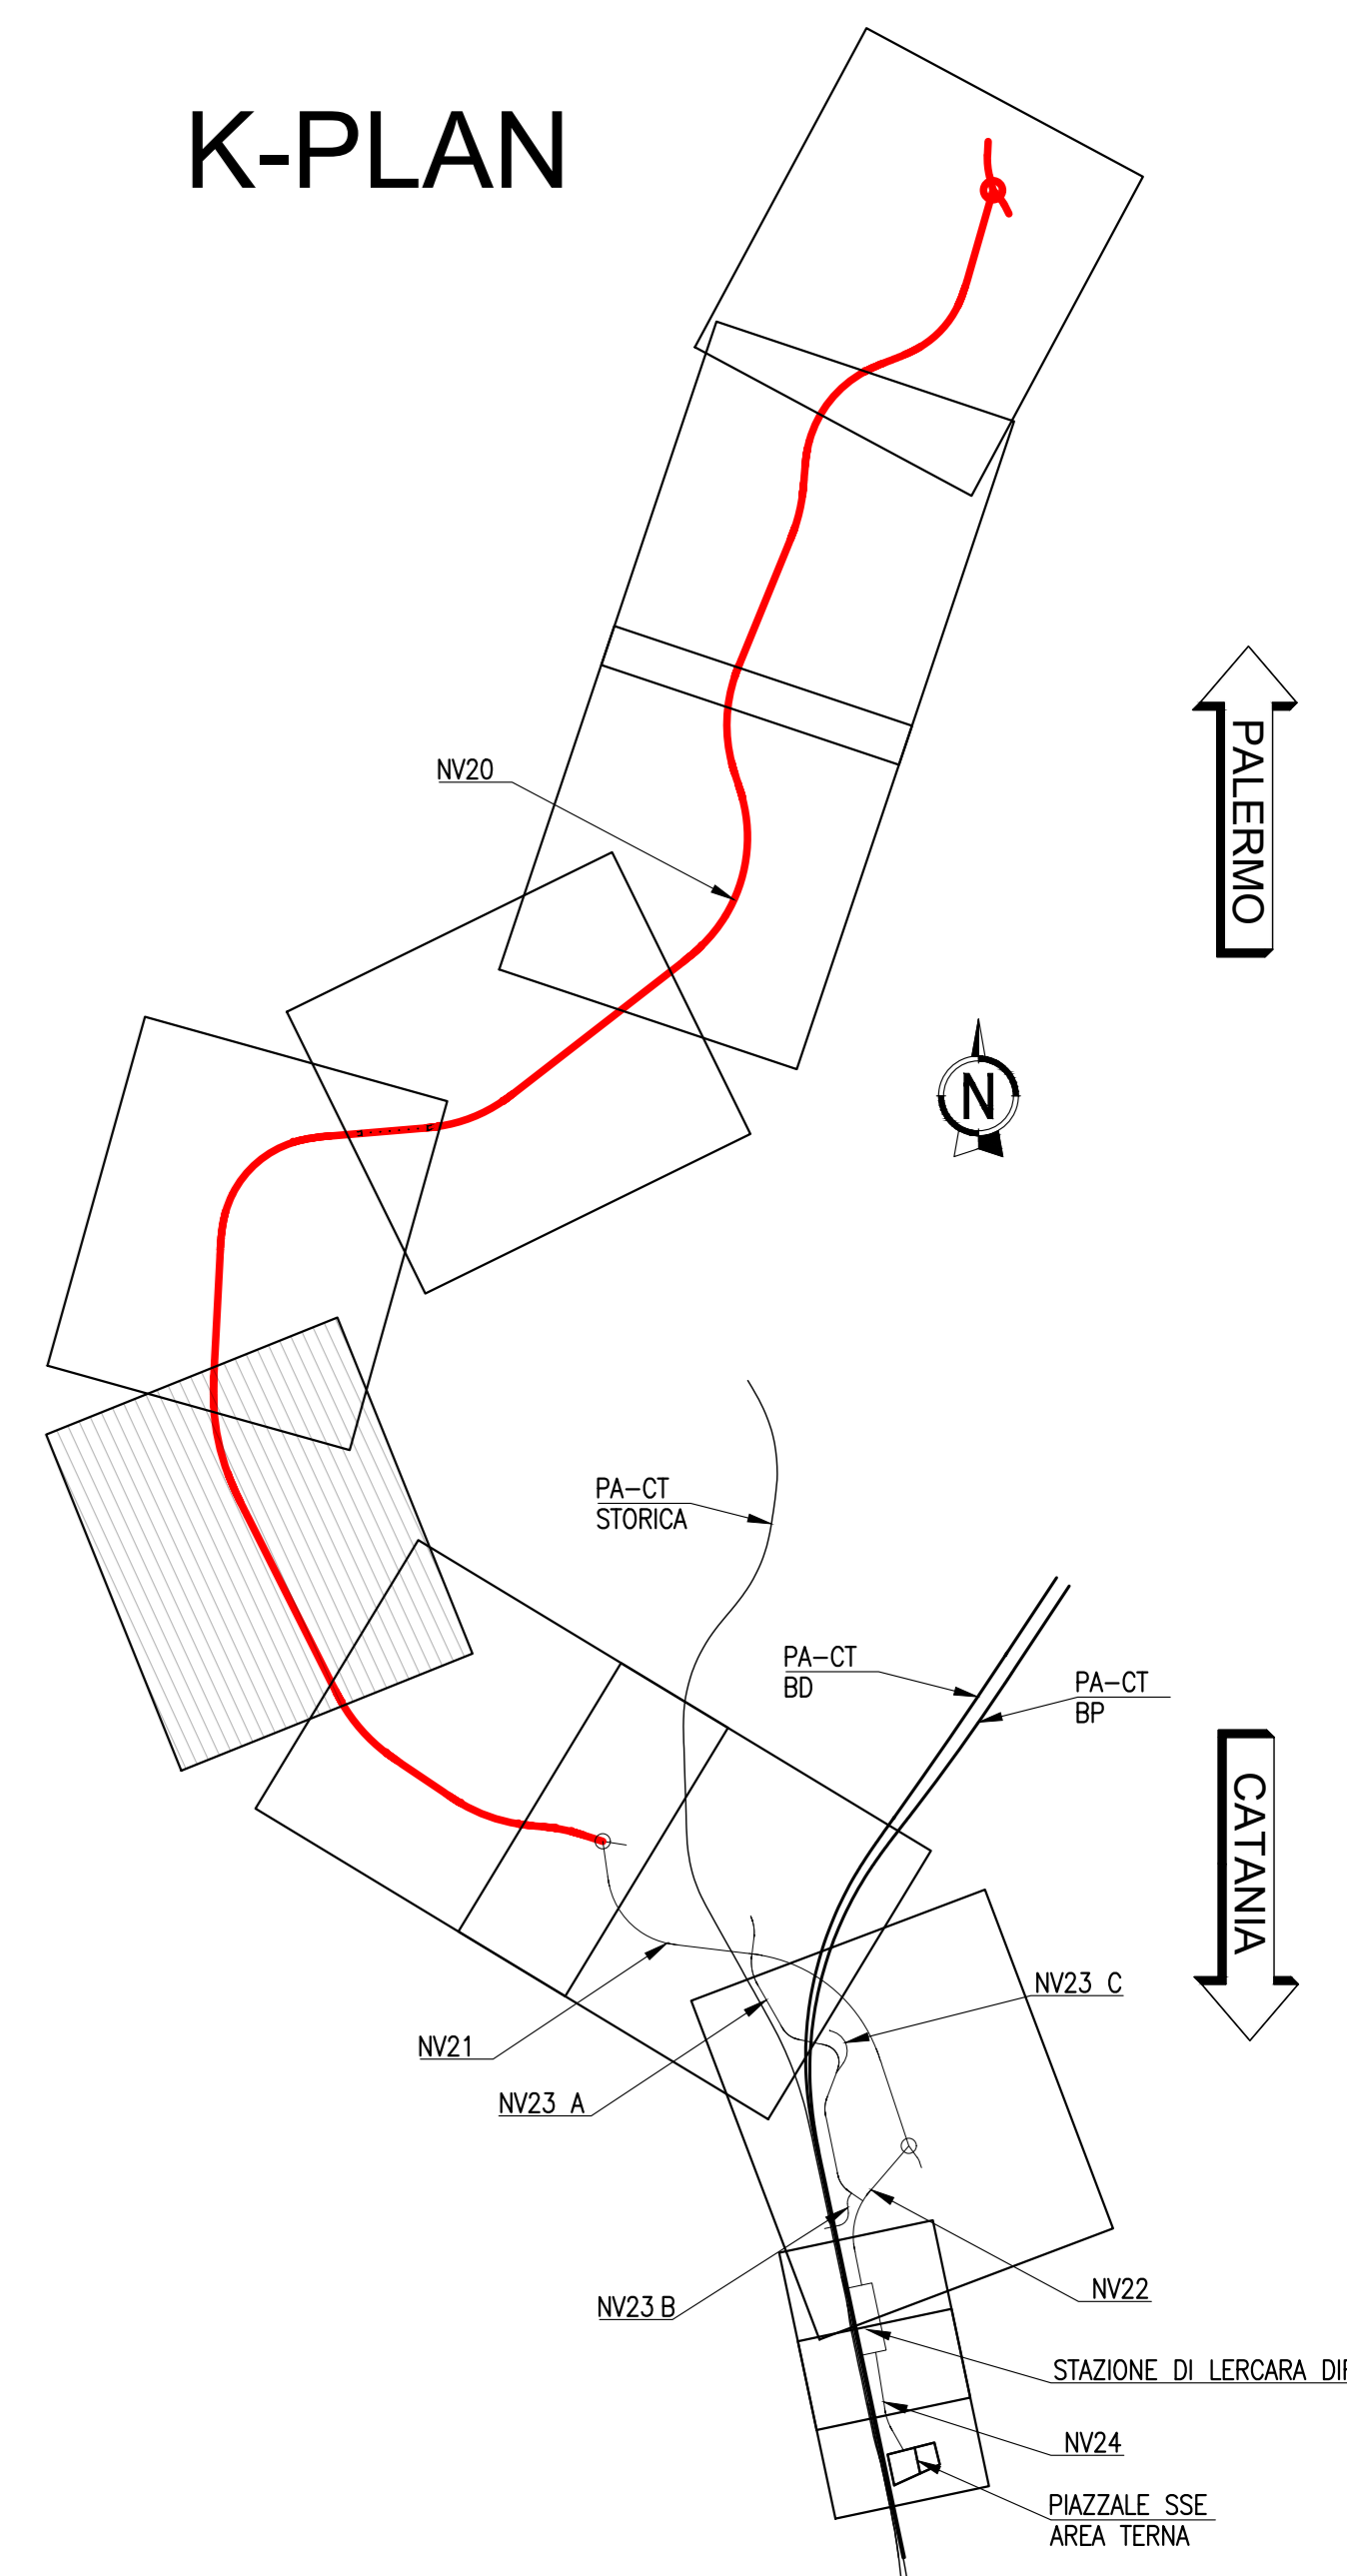 K-PLAN
NV20
PALERMO
N
PA-CT
STORICA
PA-CT
BD
PA-CT
BP
CATANIA
NV23 C
NV21
NV23 A
NV22
NV23 B
STAZIONE DI LERCARA
NV24
PIAZZALE SSE
AREA TERNA